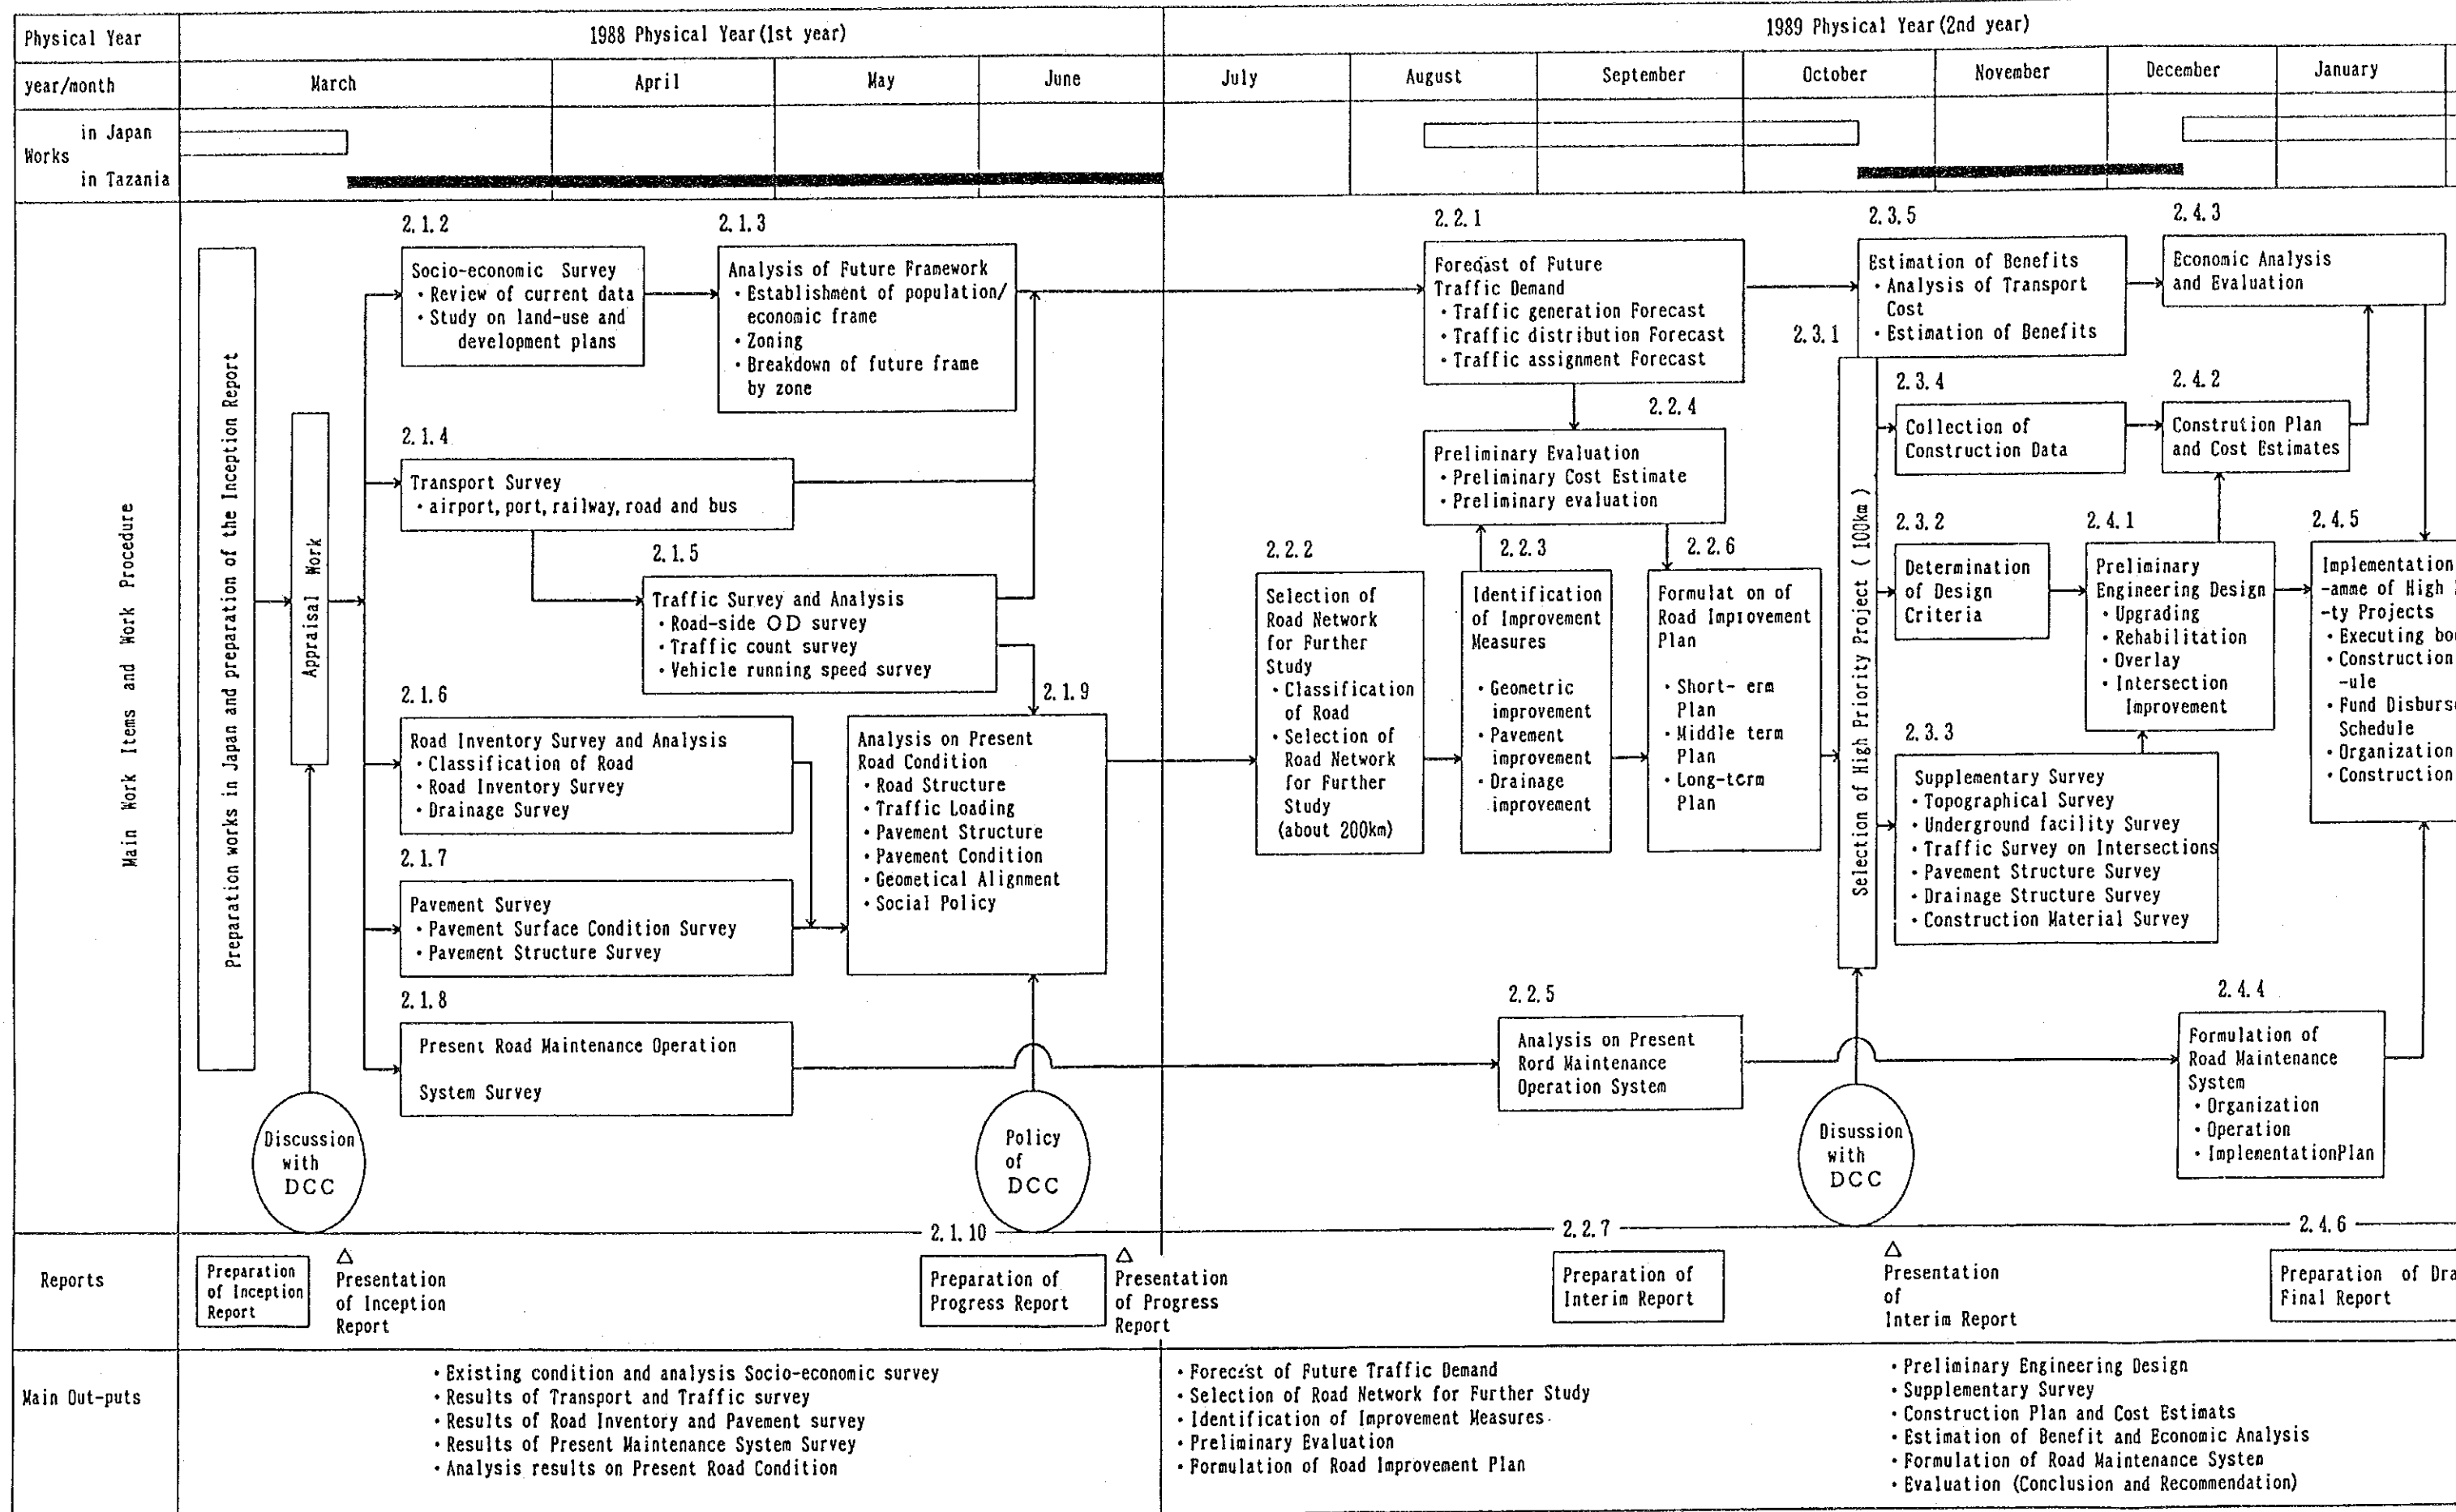 Physical Year
1988 Physical Year(1st year)
1989 Physical Year(2nd year)
year/month
March
April
May
June
July
August
September
October
November
December
January
Works
in Japan
in Tazania
Main Work Items and Work Procedure
Preparation works in Japan and preparation of the Inception Report
Appraisal Work
Discussion
with
DCC
2.1.2
Socio-economic Survey
・Review of current data
・Study on land-use and
development plans
2.1.3
Analysis of Future Framework
・Establishment of population/
economic frame
・Zoning
・Breakdown of future frame
by zone
2.1.4
Transport Survey
・airport,port,railway,road and bus
2.1.5
Traffic Survey and Analysis
・Road-side OD survey
・Traffic count survey
・Vehicle running speed survey
2.1.6
Road Inventory Survey and Analysis
・Classification of Road
・Road Inventory Survey
・Drainage Survey
2.1.7
Pavement Survey
・Pavement Surface Condition Survey
・Pavement Structure Survey
2.1.8
Present Road Maintenance Operation
System Survey
2.1.9
Analysis on Present
Road Condition
・Road Structure
・Traffic Loading
・Pavement Structure
・Pavement Condition
・Geometical Alignment
・Social Policy
Policy
of
DCC
2.2.1
Forecast of Future
Traffic Demand
・Traffic generation Forecast
・Traffic distribution Forecast
・Traffic assignment Forecast
2.2.4
Preliminary Evaluation
・Preliminary Cost Estimate
・Preliminary evaluation
2.2.2
Selection of
Road Network
for Further
Study
・Classification
of Road
・Selection of
Road Network
for Further
Study
(about 200km)
2.2.3
Identification
of Improvement
Measures
・Geometric
improvement
・Pavement
improvement
・Drainage
improvement
2.2.6
Formulat on of
Road Improvement
Plan
・Short- erm
Plan
・Middle term
Plan
・Long-term
Plan
2.2.5
Analysis on Present
Rord Maintenance
Operation System
2.3.1
Selection of High Priority Project ( 100km )
Disussion
with
DCC
2.3.5
Estimation of Benefits
・Analysis of Transport
Cost
・Estimation of Benefits
2.3.4
Collection of
Construction Data
2.3.2
Determination
of Design
Criteria
2.3.3
Supplementary Survey
・Topographical Survey
・Underground facility Survey
・Traffic Survey on Intersections
・Pavement Structure Survey
・Drainage Structure Survey
・Construction Material Survey
2.4.3
Economic Analysis
and Evaluation
2.4.2
Constrution Plan
and Cost Estimates
2.4.1
Preliminary
Engineering Design
・Upgrading
・Rehabilitation
・Overlay
・Intersection
Improvement
2.4.5
Implementation
-amme of High
-ty Projects
・Executing bo
・Construction
-ule
・Fund Disburs
Schedule
・Organization
・Construction
2.4.4
Formulation of
Road Maintenance
System
・Organization
・Operation
・ImplementationPlan
Reports
Preparation
of Inception
Report
△
Presentation
of Inception
Report
2.1.10
Preparation of
Progress Report
△
Presentation
of Progress
Report
2.2.7
Preparation of
Interim Report
△
Presentation
of
Interim Report
2.4.6
Preparation of Dra
Final Report
Main Out-puts
・Existing condition and analysis Socio-economic survey
・Results of Transport and Traffic survey
・Results of Road Inventory and Pavement survey
・Results of Present Maintenance System Survey
・Analysis results on Present Road Condition
・Forecast of Future Traffic Demand
・Selection of Road Network for Further Study
・Identification of Improvement Measures
・Preliminary Evaluation
・Formulation of Road Improvement Plan
・Preliminary Engineering Design
・Supplementary Survey
・Construction Plan and Cost Estimats
・Estimation of Benefit and Economic Analysis
・Formulation of Road Maintenance System
・Evaluation (Conclusion and Recommendation)